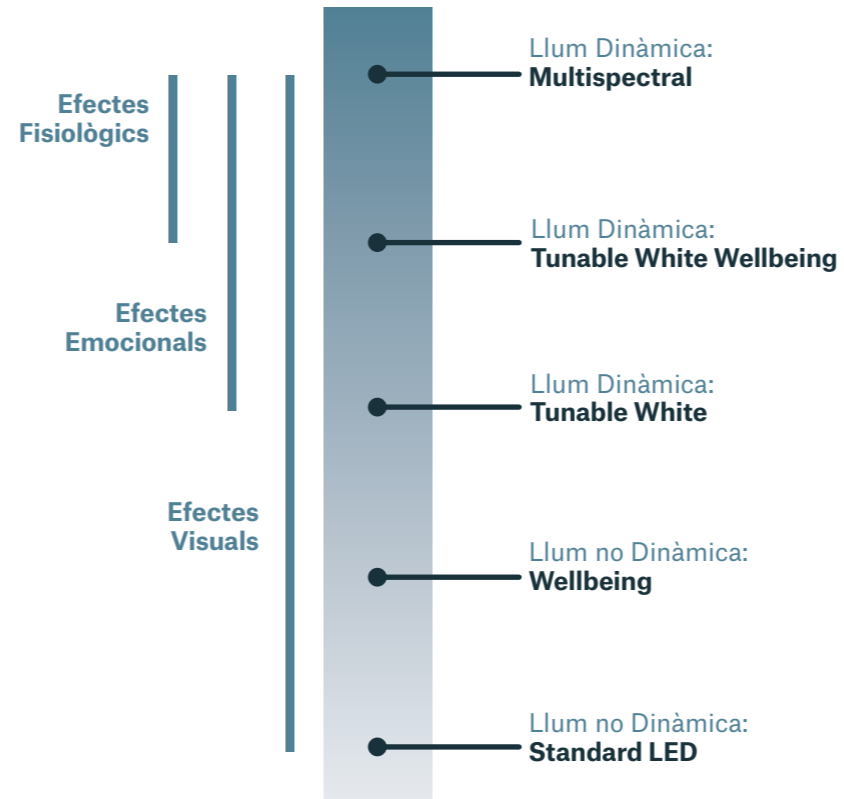 Llum Dinàmica:
Multispectral
Efectes
Fisiològics
Llum Dinàmica:
Tunable White Wellbeing
Efectes
Emocionals
Llum Dinàmica:
Tunable White
Efectes
Visuals
Llum no Dinàmica:
Wellbeing
Llum no Dinàmica:
Standard LED